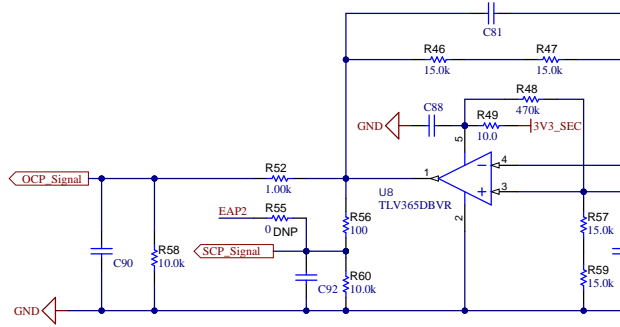 C81
R46
R47
15.0k
15.0k
R48
470k
C88
R49
10.0
3V3_SEC
GND
5
OCP_Signal
R52
1.00k
1
4
3
U8
TLV365DBVR
2
EAP2
R55
0
DNP
R56
100
R57
15.0k
SCP_Signal
R58
10.0k
C90
C92
R60
10.0k
R59
15.0k
GND